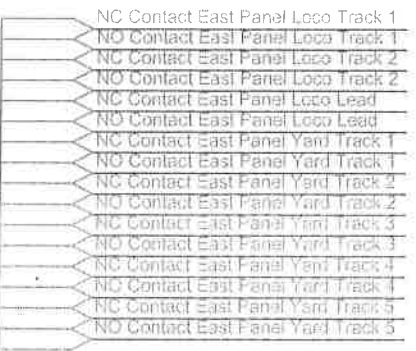 NC Contact East Panel Loco Track 1
NO Contact East Panel Loco Track 1
NC Contact East Panel Loco Track 2
NO Contact East Panel Loco Track 2
NC Contact East Panel Loco Lead
NO Contact East Panel Loco Lead
NC Contact East Panel Yard Track 1
NO Contact East Panel Yard Track 1
NC Contact East Panel Yard Track 2
NO Contact East Panel Yard Track 2
NC Contact East Panel Yard Track 3
NO Contact East Panel Yard Track 3
NC Contact East Panel Yard Track 4
NO Contact East Panel Yard Track 4
NC Contact East Panel Yard Track 5
NO Contact East Panel Yard Track 5